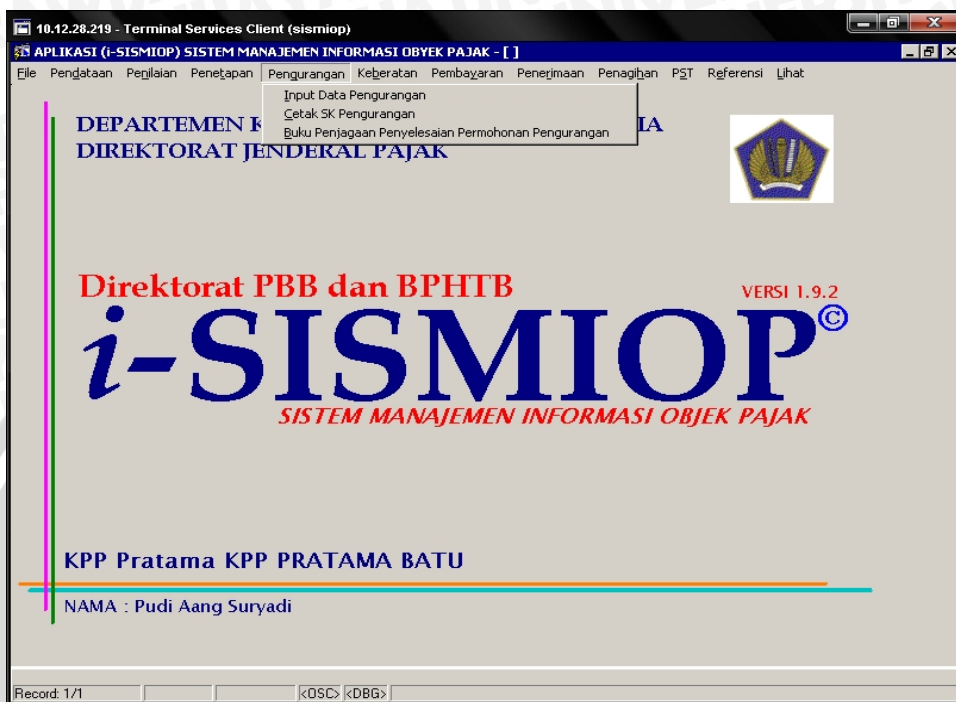 10.12.28.219 - Terminal Services Client (sismiop)
APLIKASI (i-SISMIOP) SISTEM MANAJEMEN INFORMASI OBYEK PAJAK - [ ]
File Pendataan Penilaian Penetapan Pengurangan Keberatan Pembayaran Penerimaan Penagihan PST Referensi Lihat
Input Data Pengurangan
Cetak SK Pengurangan
Buku Penjagaan Penyelesaian Permohonan Pengurangan
DEPARTEMEN K IA
DIREKTORAT JENDERAL PAJAK
Direktorat PBB dan BPHTB
VERSI 1.9.2
i-SISMIOP©
SISTEM MANAJEMEN INFORMASI OBJEK PAJAK
KPP Pratama KPP PRATAMA BATU
NAMA : Pudi Aang Suryadi
Record: 1/1 <OSC> <DBG>